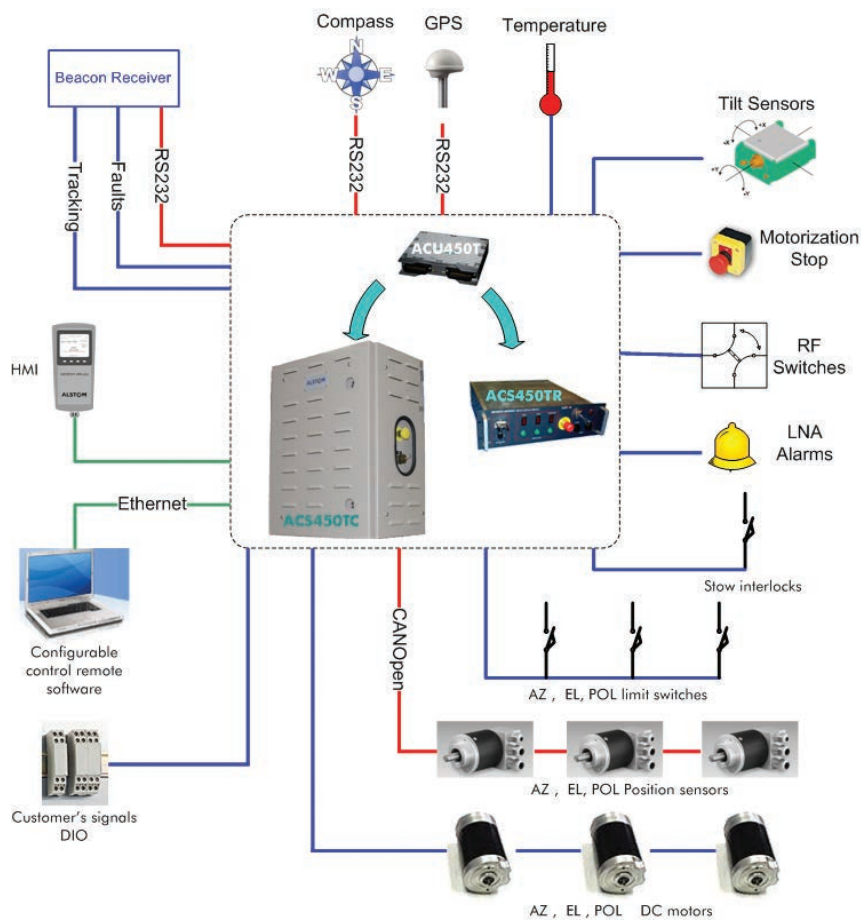 Compass
GPS
Temperature
Beacon Receiver
N
W E
S
Tilt Sensors
+X
-X
+Y
-Y
Tracking
Faults
RS232
RS232
RS232
ACU450T
Motorization
Stop
HMI
ALSTOM
ALSTOM
ACS450TR
RF
Switches
LNA
Alarms
Ethernet
ACS450TC
Stow interlocks
Configurable
control remote
software
CANOpen
AZ , EL, POL limit switches
AZ , EL, POL Position sensors
Customer's signals
DIO
AZ , EL , POL DC motors